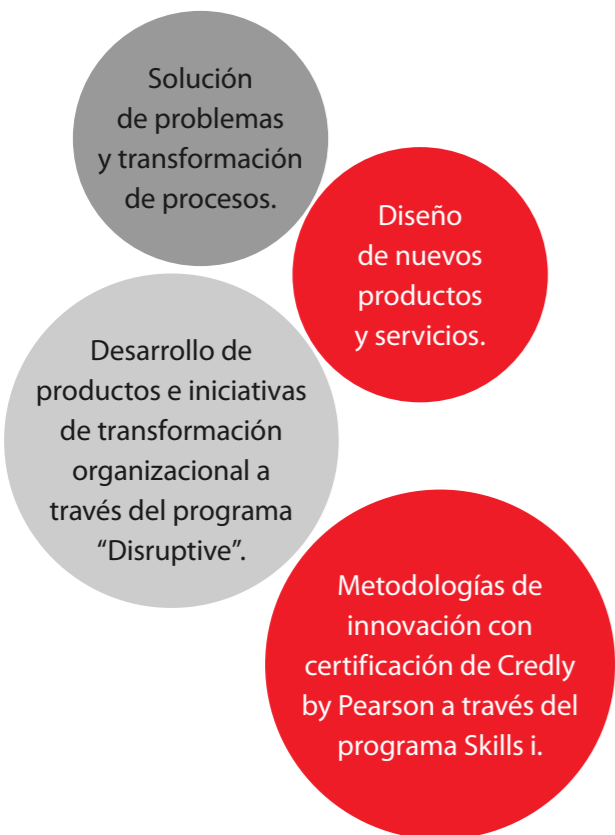 Solución
de problemas
y transformación
de procesos.
Diseño
de nuevos
productos
y servicios.
Desarrollo de
productos e iniciativas
de transformación
organizacional a
través del programa
“Disruptive”.
Metodologías de
innovación con
certificación de Credly
by Pearson a través del
programa Skills i.